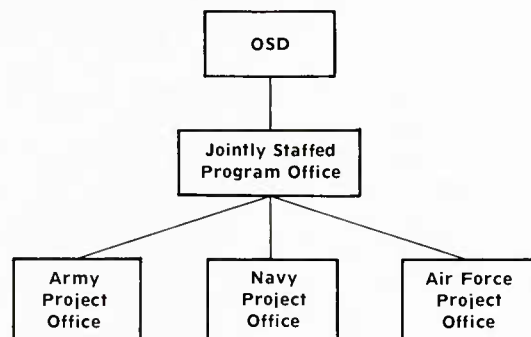 OSD
Jointly Staffed
Program Office
Army
Project
Office
Navy
Project
Office
Air Force
Project
Office